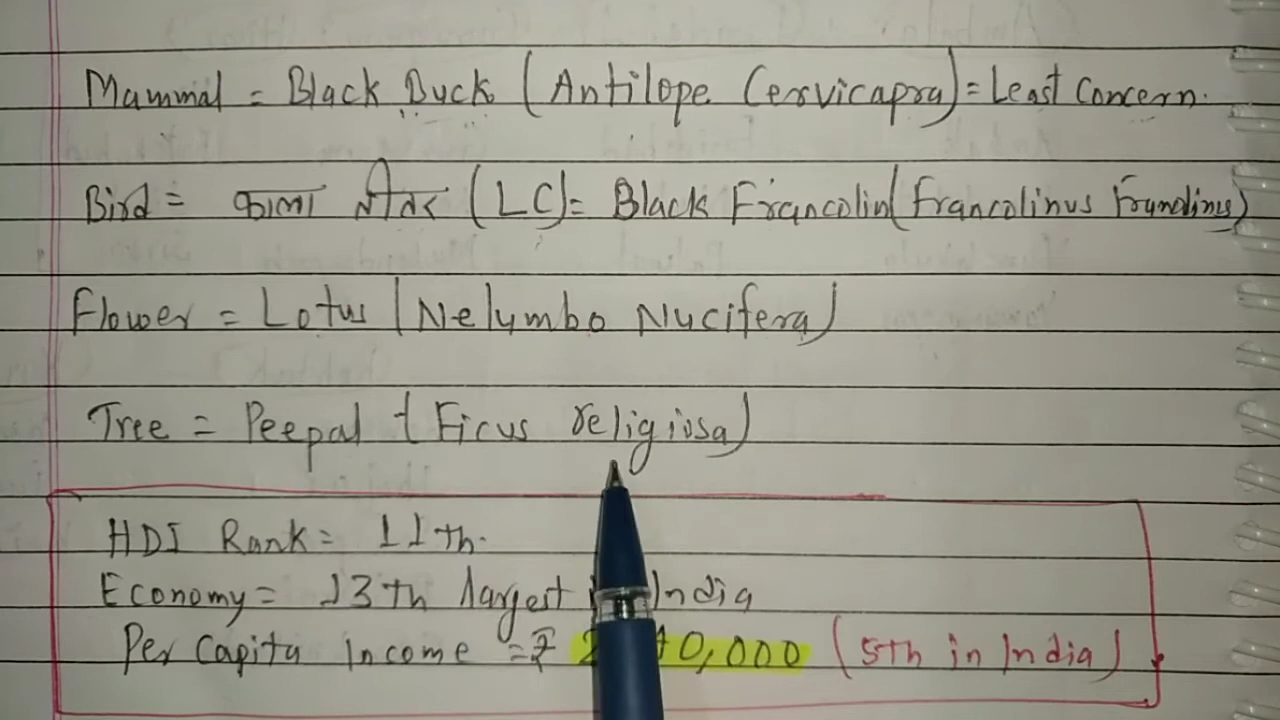 Mammal = Black Buck (Antilope Cervicapra) = Least Concern.
Bird = काला तीतर (LC) = Black Francolin (Francolinus
Flower = Lotus (Nelumbo Nucifera)
Tree = Peepal (Ficus religiosa)
HDI Rank = 11th.
Economy = 13th largest India
Per Capita Income = ₹ 0,000 (5th in India)